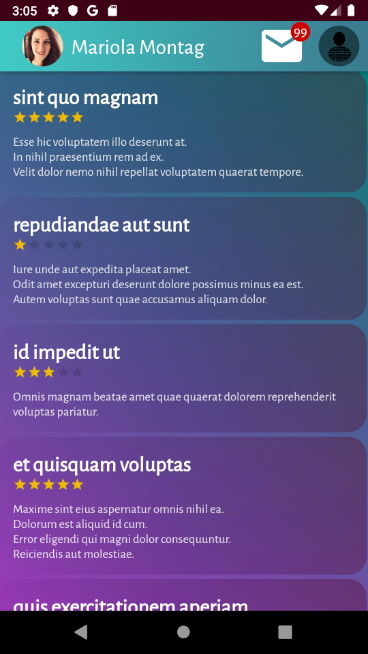 3:05
Mariola Montag
99
sint quo magnam
Esse hic voluptatem illo deserunt at.
In nihil praesentium rem ad ex.
Velit dolor nemo nihil repellat voluptatem quaerat tempore.
repudiandae aut sunt
Iure unde aut expedita placeat amet.
Odit amet excepturi deserunt dolore possimus minus ea est.
Autem voluptas sunt quae accusamus aliquam dolor.
id impedit ut
Omnis magnam beatae amet quae quaerat dolorem reprehenderit
voluptas pariatur.
et quisquam voluptas
Maxime sint eius aspernatur omnis nihil ea.
Dolorum est aliquid id cum.
Error eligendi qui magni dolor consequuntur.
Reiciendis aut molestiae.
quis exercitationem aperiam